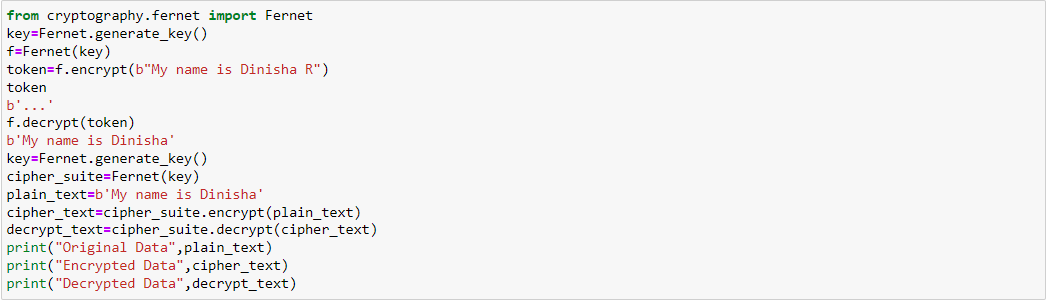 from cryptography.fernet import Fernet
key=Fernet.generate_key()
f=Fernet(key)
token=f.encrypt(b"My name is Dinisha R")
token
b'...'
f.decrypt(token)
b'My name is Dinisha'
key=Fernet.generate_key()
cipher_suite=Fernet(key)
plain_text=b'My name is Dinisha'
cipher_text=cipher_suite.encrypt(plain_text)
decrypt_text=cipher_suite.decrypt(cipher_text)
print("Original Data",plain_text)
print("Encrypted Data",cipher_text)
print("Decrypted Data",decrypt_text)